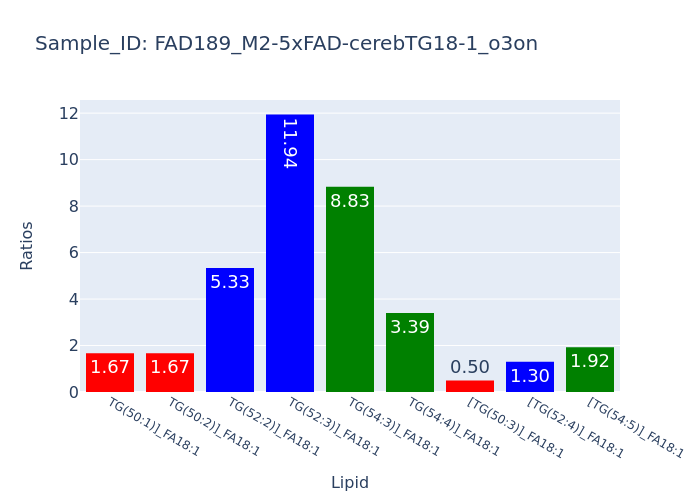 Sample_ID: FAD189_M2-5xFAD-cerebTG18-1_o3on
Ratios
12
10
8
6
4
2
0
1.67
1.67
5.33
11.94
8.83
3.39
0.50
1.30
1.92
TG(50:1)]_FA18:1
TG(50:2)]_FA18:1
TG(52:2)]_FA18:1
TG(52:3)]_FA18:1
TG(54:3)]_FA18:1
TG(54:4)]_FA18:1
[TG(50:3)]_FA18:1
[TG(52:4)]_FA18:1
[TG(54:5)]_FA18:1
Lipid